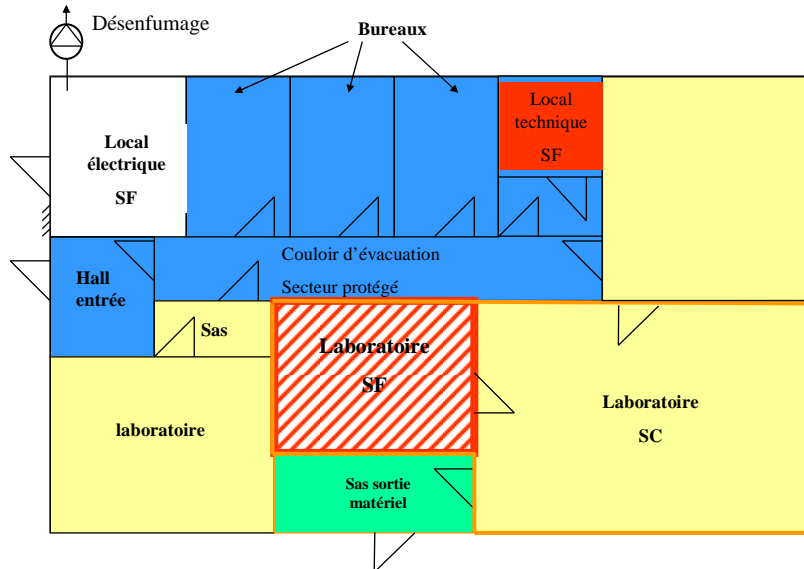 Désenfumage
Bureaux
Local
électrique
SF
Local
technique
SF
Couloir d’évacuation
Secteur protégé
Hall
entrée
Sas
Laboratoire
SF
laboratoire
Laboratoire
SC
Sas sortie
matériel